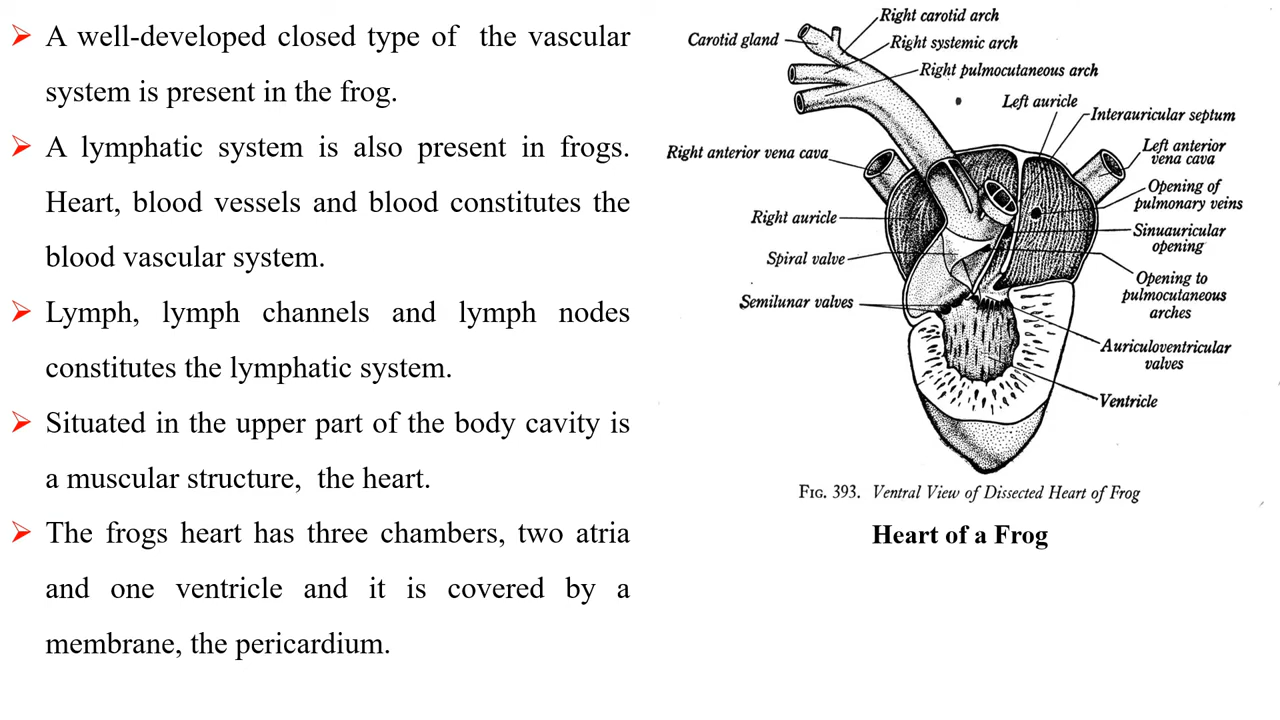 A well-developed closed type of the vascular
system is present in the frog.
A lymphatic system is also present in frogs.
Heart, blood vessels and blood constitutes the
blood vascular system.
Lymph, lymph channels and lymph nodes
constitutes the lymphatic system.
Situated in the upper part of the body cavity is
a muscular structure, the heart.
The frogs heart has three chambers, two atria
and one ventricle and it is covered by a
membrane, the pericardium.
Right carotid arch
Carotid gland
Right systemic arch
Right pulmocutaneous arch
Left auricle
Interauricular septum
Right anterior vena cava
Left anterior
vena cava
Opening of
pulmonary veins
Right auricle
Sinuauricular
opening
Spiral valve
Opening to
pulmocutaneous
arches
Semilunar valves
Auriculoventricular
valves
Ventricle
FIG. 393. Ventral View of Dissected Heart of Frog
Heart of a Frog